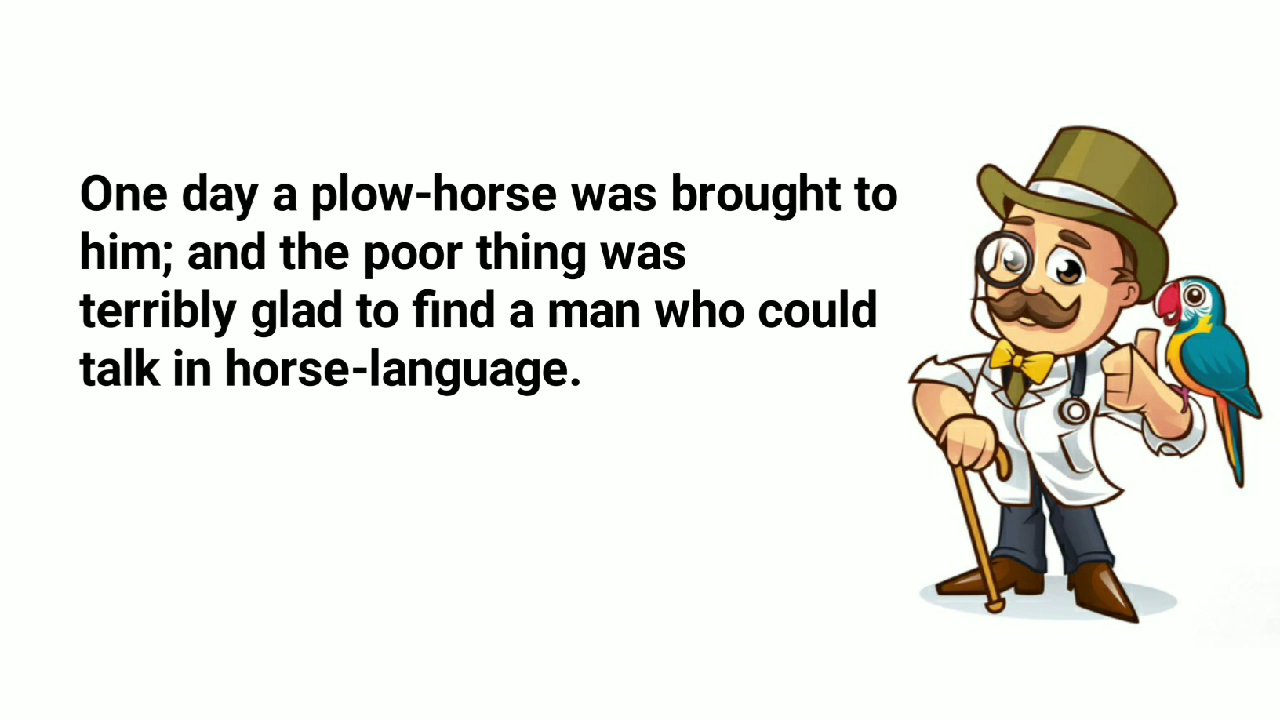 One day a plow-horse was brought to
him; and the poor thing was
terribly glad to find a man who could
talk in horse-language.